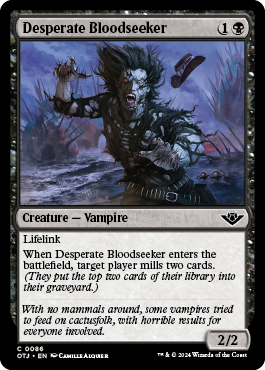 Desperate Bloodseeker 1
Creature — Vampire
Lifelink
When Desperate Bloodseeker enters the
battlefield, target player mills two cards.
(They put the top two cards of their library into
their graveyard.)
With no mammals around, some vampires tried
to feed on cactusfolk, with horrible results for
everyone involved.
2/2
C 0086
OTJ • EN Camille Alquier
™ & © 2024 Wizards of the Coast